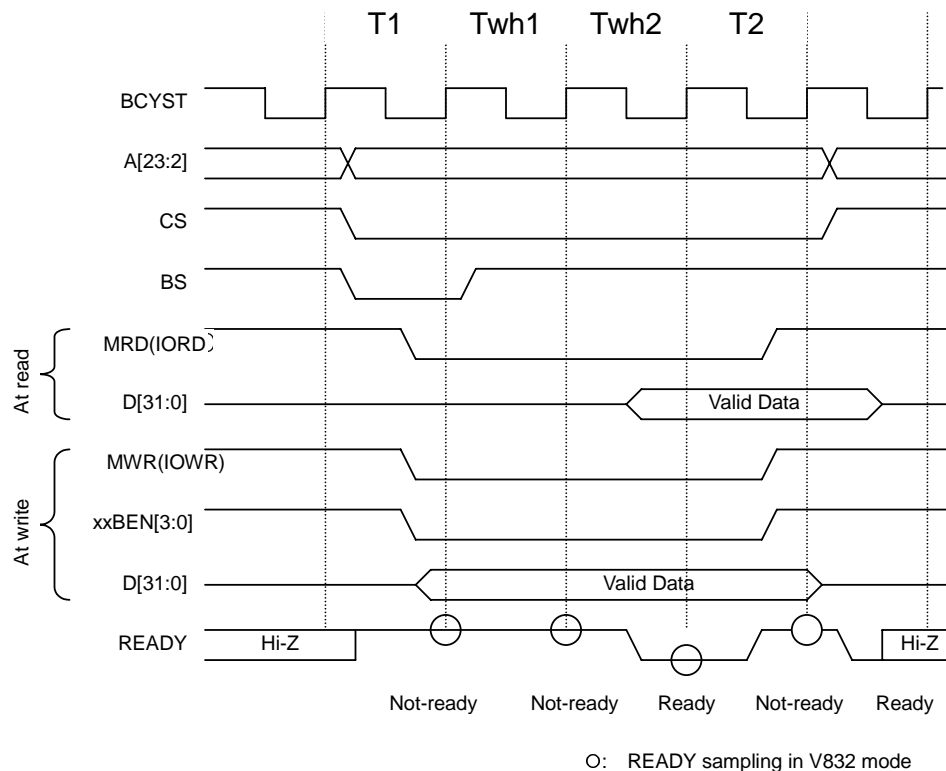 T1 Twh1 Twh2 T2
BCYST
A[23:2]
CS
BS
At read
MRD(IORD)
D[31:0] Valid Data
At write
MWR(IOWR)
xxBEN[3:0]
D[31:0] Valid Data
READY Hi-Z Hi-Z
Not-ready Not-ready Ready Not-ready Ready
O: READY sampling in V832 mode